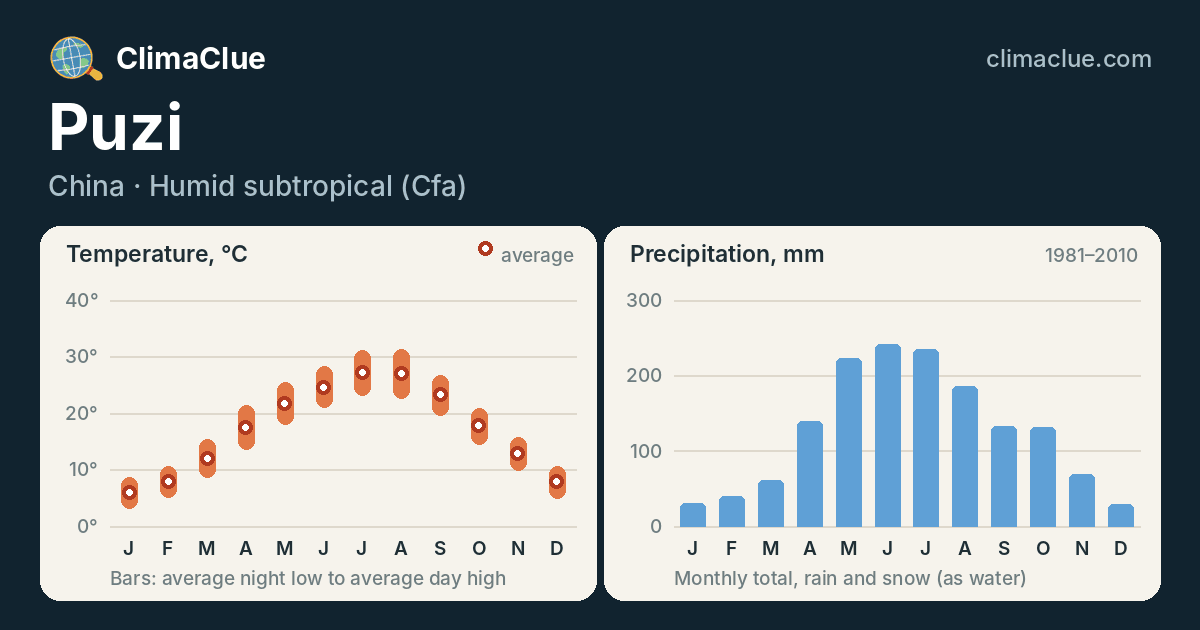 ClimaClue
climaclue.com
Puzi
China · Humid subtropical (Cfa)
Temperature, °C
average
40°
30°
20°
10°
0°
J F M A M J J A S O N D
Bars: average night low to average day high
Precipitation, mm
1981–2010
300
200
100
0
J F M A M J J A S O N D
Monthly total, rain and snow (as water)